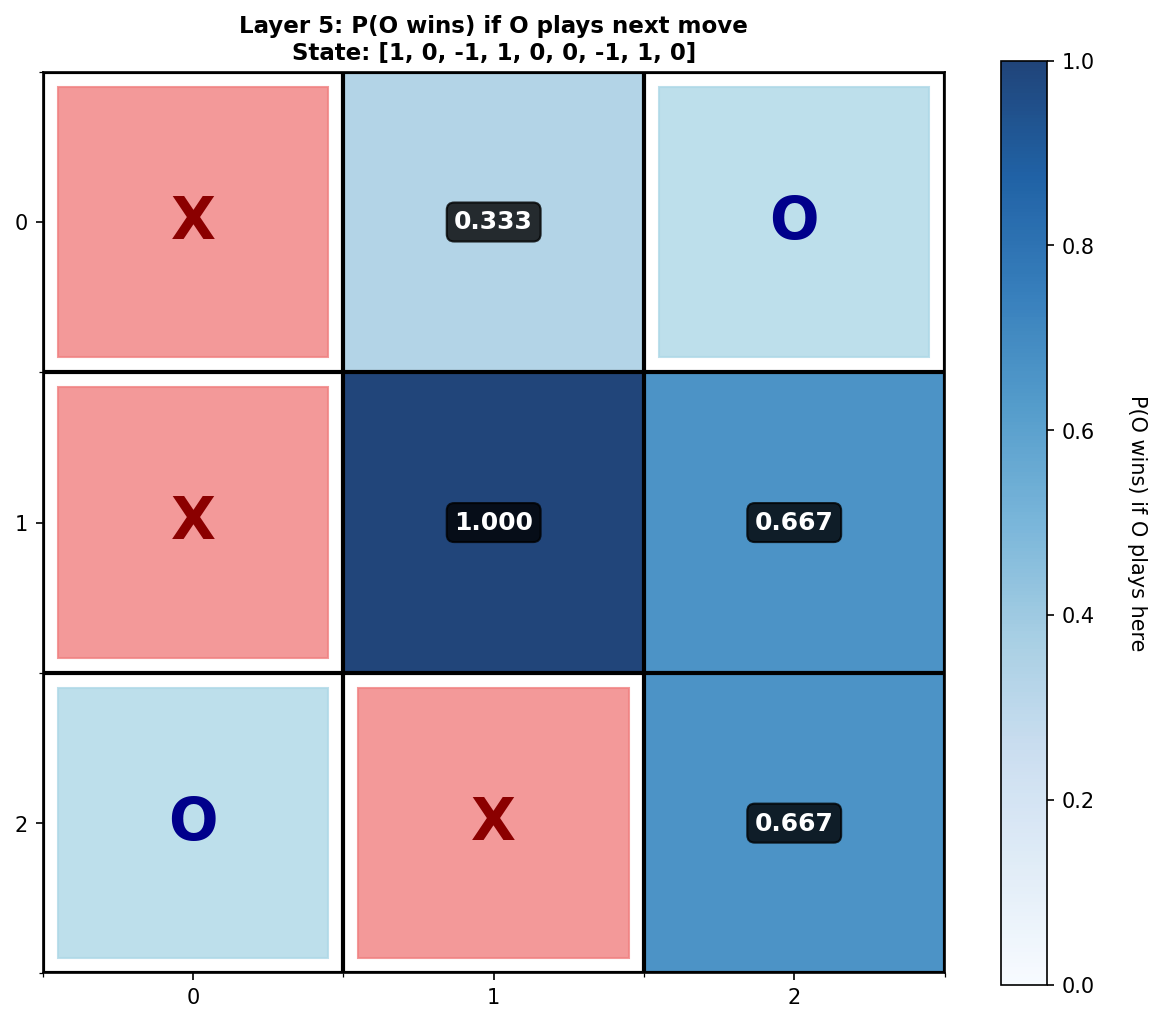 Layer 5: P(O wins) if O plays next move
State: [1, 0, -1, 1, 0, 0, -1, 1, 0]
1.0
0.8
0.6
0.4
0.2
0.0
P(O wins) if O plays here
0
X
0.333
O
1
X
1.000
0.667
2
O
X
0.667
0
1
2